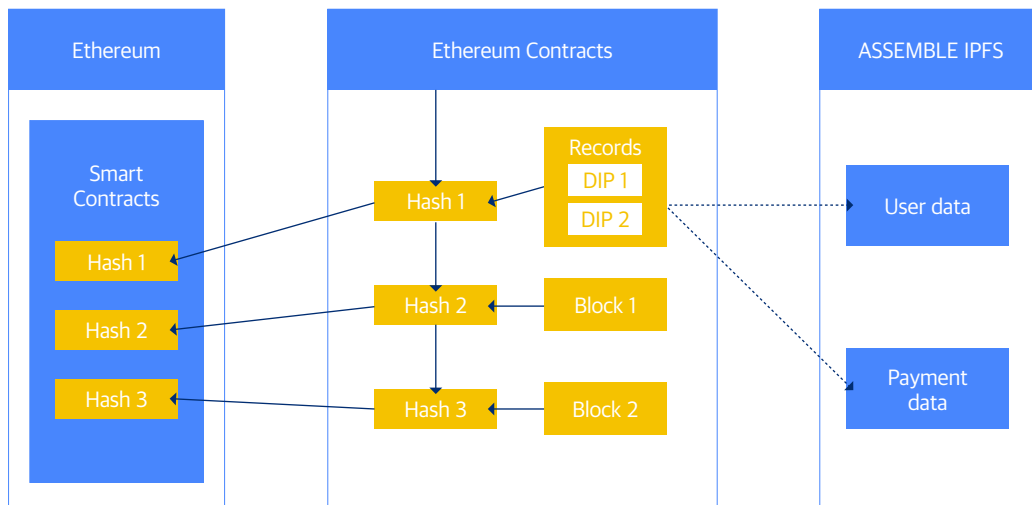 Ethereum
Smart
Contracts
Hash 1
Hash 2
Hash 3
Ethereum Contracts
Records
DIP 1
DIP 2
Hash 1
Hash 2
Block 1
Hash 3
Block 2
ASSEMBLE IPFS
User data
Payment
data